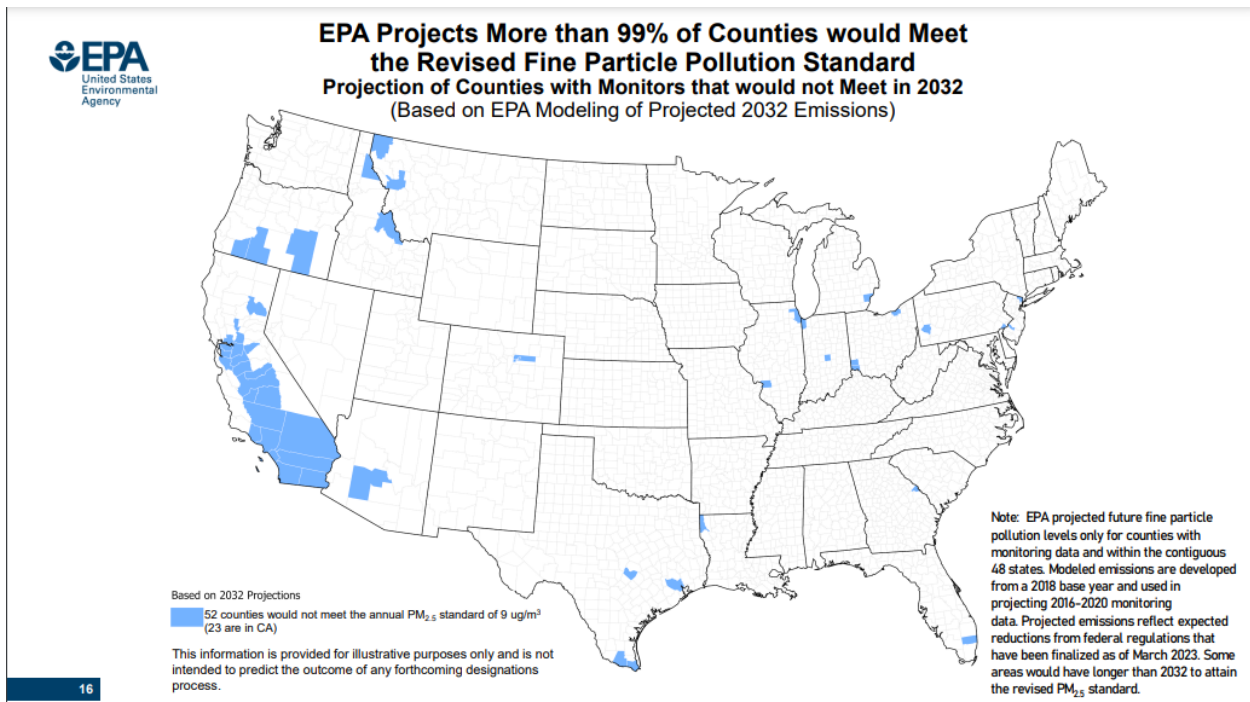 EPA Projects More than 99% of Counties would Meet
the Revised Fine Particle Pollution Standard
Projection of Counties with Monitors that would not Meet in 2032
(Based on EPA Modeling of Projected 2032 Emissions)
EPA
United States
Environmental
Agency
Note: EPA projected future fine particle
pollution levels only for counties with
monitoring data and within the contiguous
48 states. Modeled emissions are developed
from a 2018 base year and used in
projecting 2016-2020 monitoring
data. Projected emissions reflect expected
reductions from federal regulations that
have been finalized as of March 2023. Some
areas would have longer than 2032 to attain
the revised PM2.5 standard.
Based on 2032 Projections
52 counties would not meet the annual PM2.5 standard of 9 ug/m³
(23 are in CA)
This information is provided for illustrative purposes only and is not
intended to predict the outcome of any forthcoming designations
process.
16